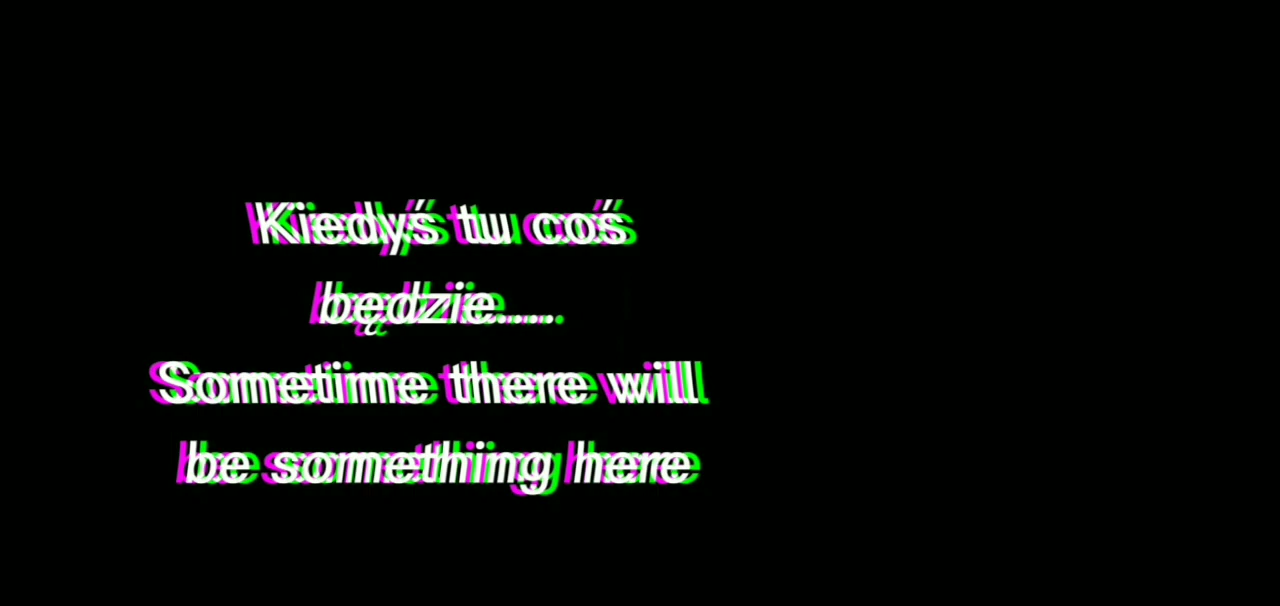 Kiedyś tu coś
będzie.....
Sometime there will
be something here